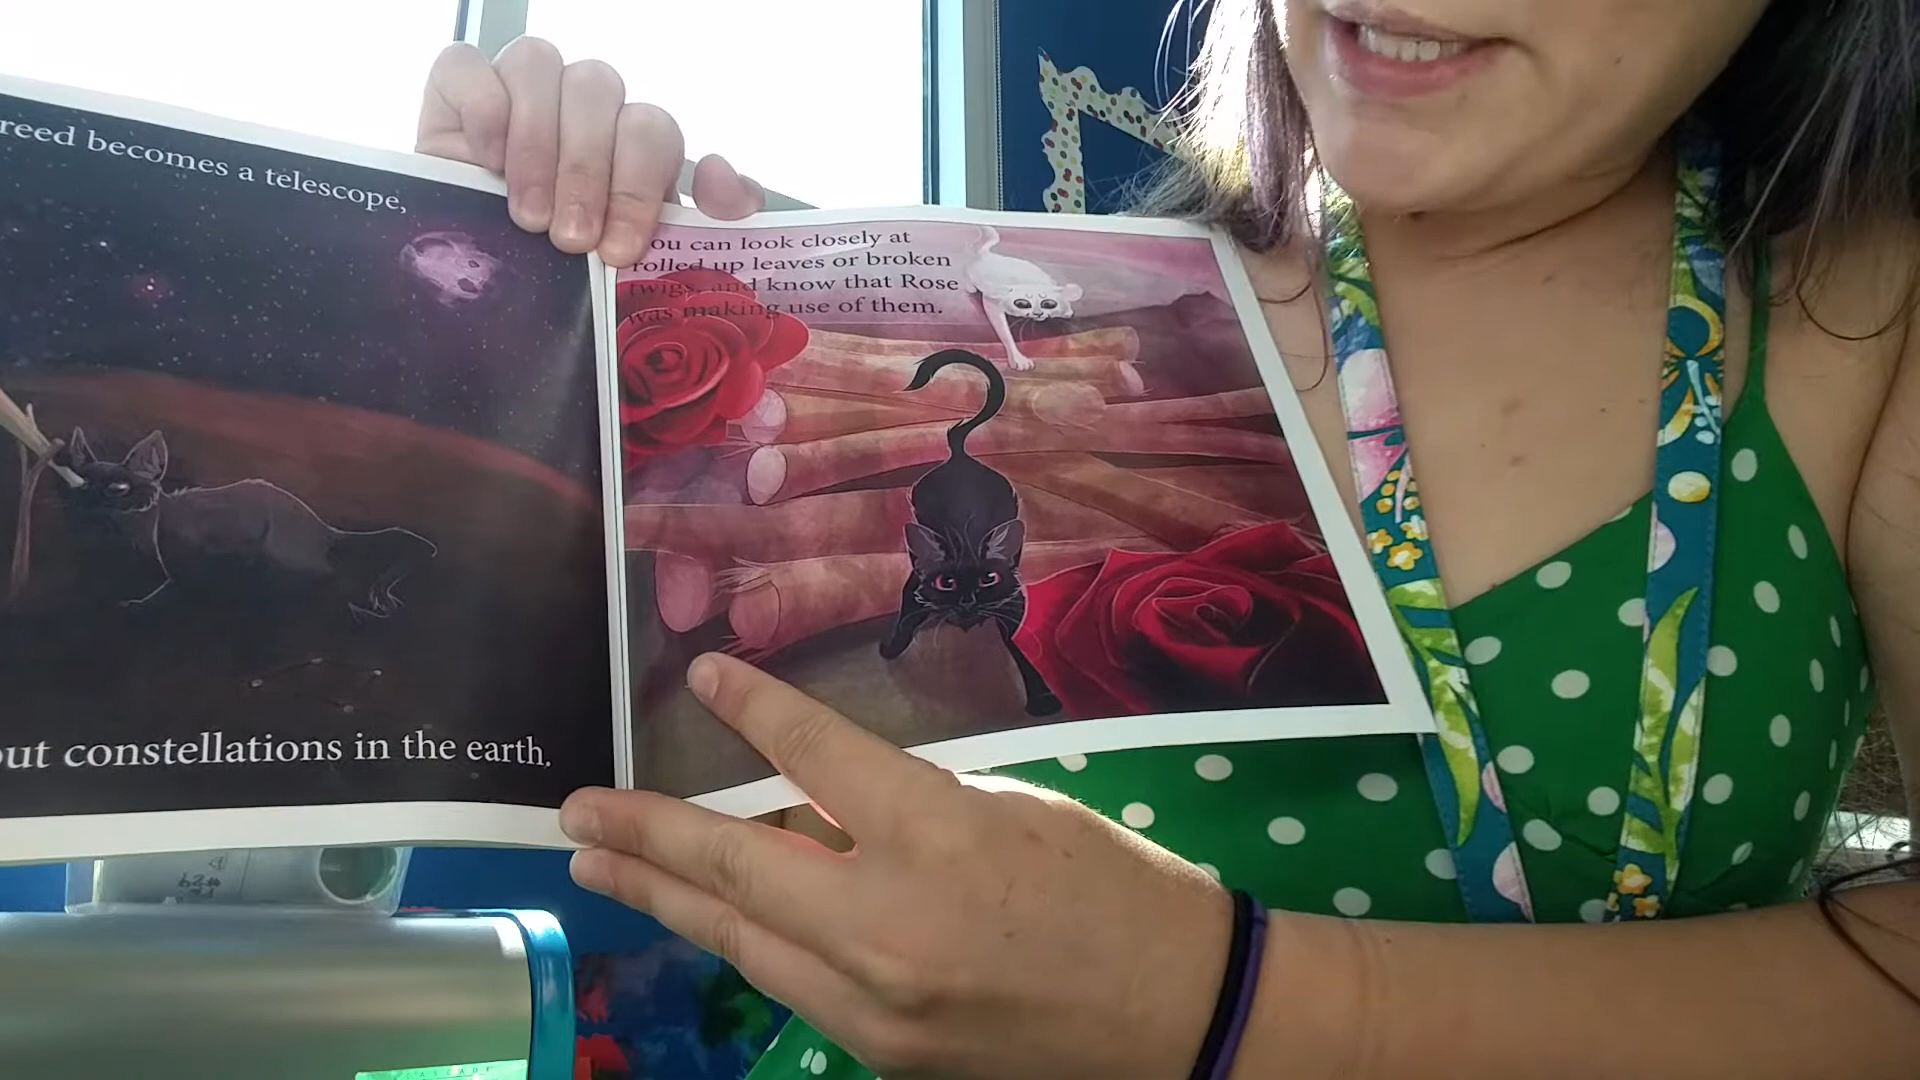 reed becomes a telescope,
out constellations in the earth.
ou can look closely at
rolled up leaves or broken
twigs, and know that Rose
was making use of them.
CASCADE